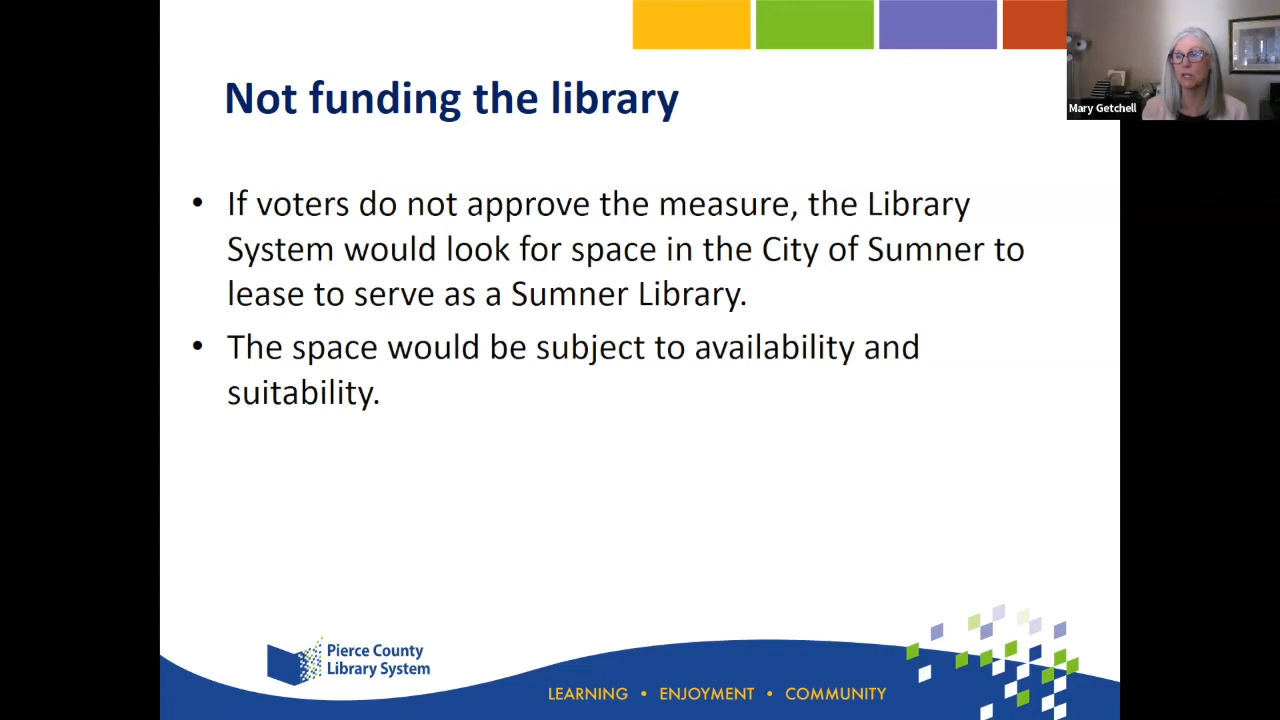 Not funding the library
Mary Getchell
• If voters do not approve the measure, the Library
System would look for space in the City of Sumner to
lease to serve as a Sumner Library.
• The space would be subject to availability and
suitability.
Pierce County
Library System
LEARNING • ENJOYMENT • COMMUNITY